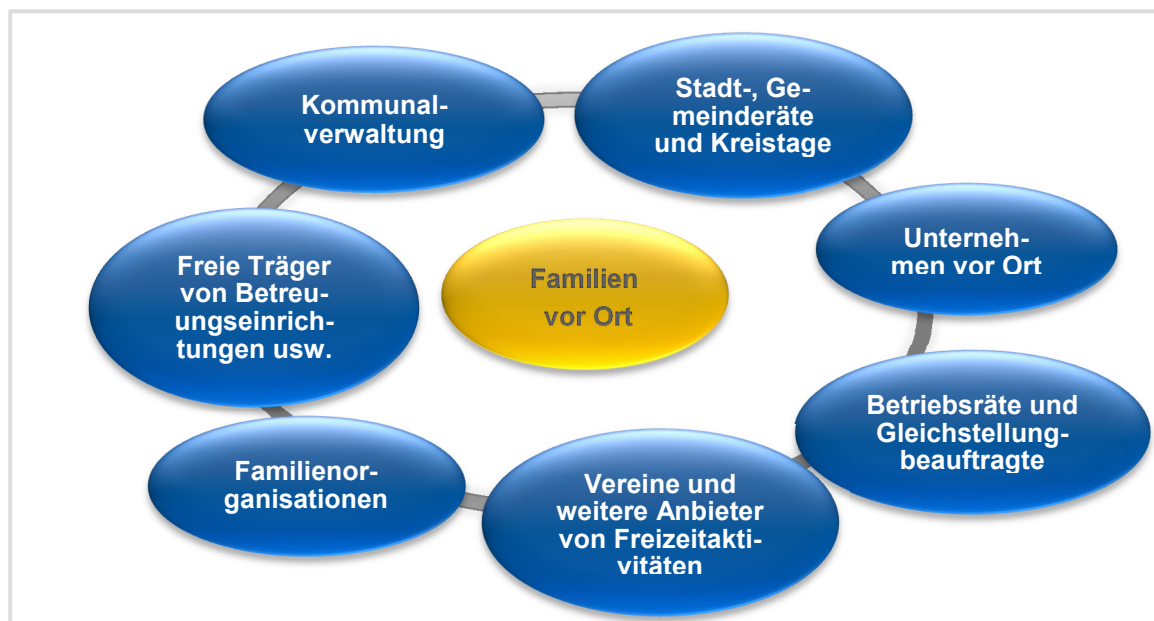 Kommunal-
verwaltung
Stadt-, Ge-
meinderäte
und Kreistage
Unterneh-
men vor Ort
Betriebsräte und
Gleichstellung-
beauftragte
Vereine und
weitere Anbieter
von Freizeitakti-
vitäten
Familienor-
ganisationen
Freie Träger
von Betreu-
ungseinrich-
tungen usw.
Familien
vor Ort